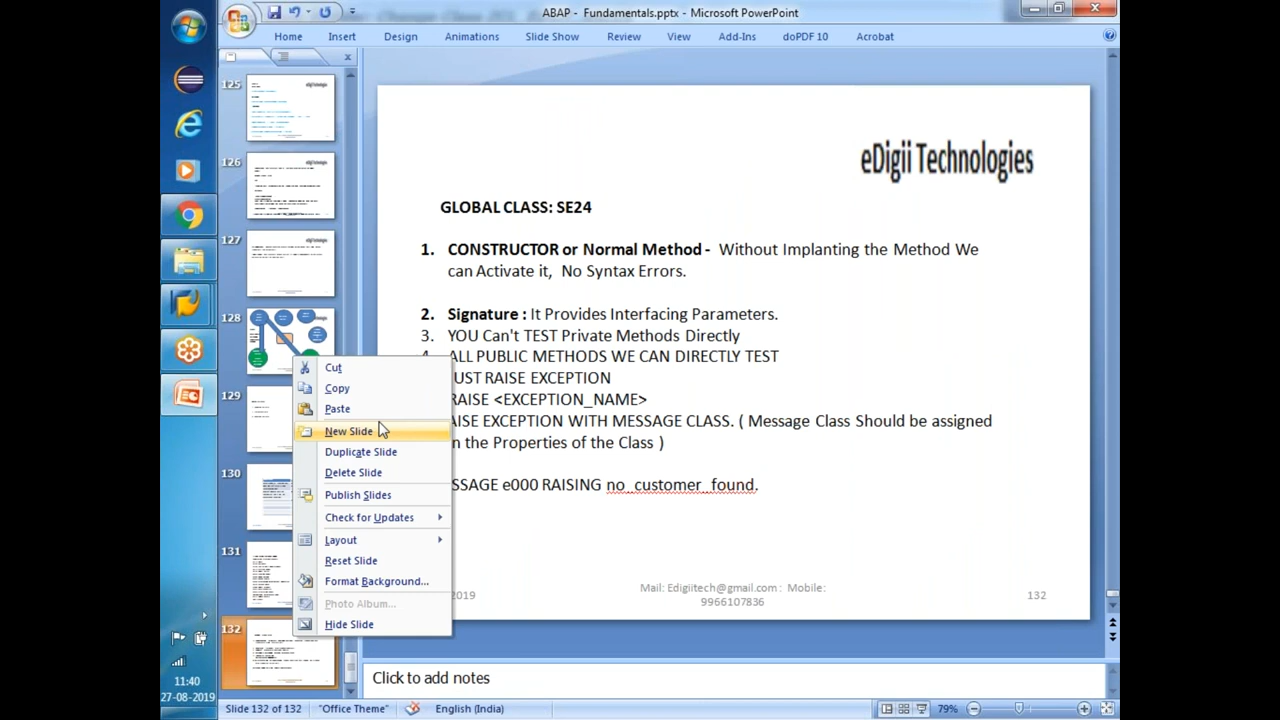 ABAP - Fundamentals.pptx - Microsoft PowerPoint
Home Insert Design Animations Slide Show Review View Add-Ins doPDF 10 Acrobat
125
126
127
128
129
130
131
132
eDigii Technologies
GLOBAL CLASS: SE24
1. CONSTRUCTOR or Normal Method - Without Implanting the Method We
can Activate it, No Syntax Errors.
2. Signature : It Provides Interfacing Parameters.
3. YOU Can't TEST Private Methods Directly
4. ALL PUBLIC METHODS WE CAN DIRECTLY TEST
UST RAISE EXCEPTION
RAISE <EXCEPTION_NAME>
AISE EXCEPTION WITH MESSAGE CLASS. ( Message Class Should be assigned
n the Properties of the Class )
SSAGE e000 RAISING no_customer_found.
2019
Mail: Edigiitech@gmail.com : Mobile:
9966107836
132
Cut
Copy
Paste
New Slide
Duplicate Slide
Delete Slide
Publish Slides
Check for Updates
Layout
Reset Slide
Format Background...
Photo Album...
Hide Slide
Click to add notes
11:40
27-08-2019
Slide 132 of 132 "Office Theme" English (India) 79%